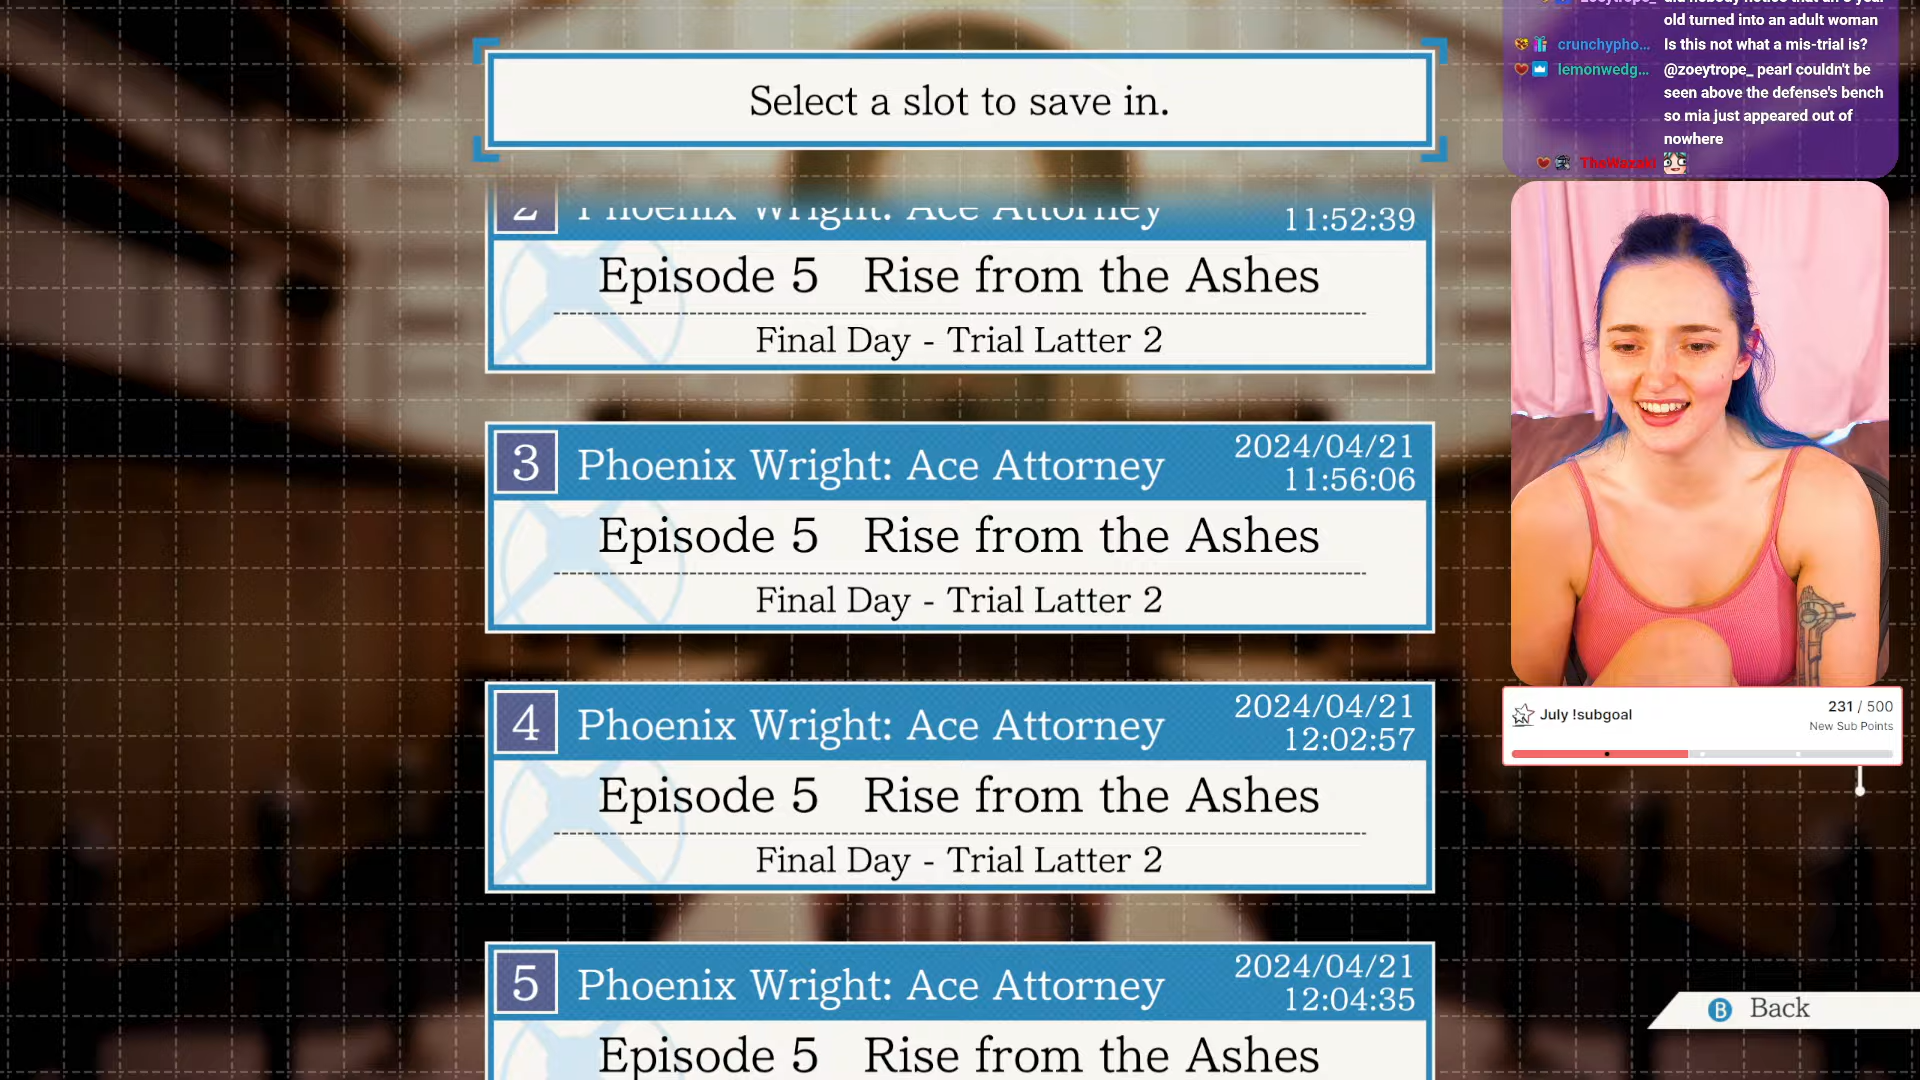 Select a slot to save in.
2 Phoenix Wright: Ace Attorney
11:52:39
Episode 5 Rise from the Ashes
Final Day - Trial Latter 2
3 Phoenix Wright: Ace Attorney
2024/04/21
11:56:06
Episode 5 Rise from the Ashes
Final Day - Trial Latter 2
4 Phoenix Wright: Ace Attorney
2024/04/21
12:02:57
Episode 5 Rise from the Ashes
Final Day - Trial Latter 2
5 Phoenix Wright: Ace Attorney
2024/04/21
12:04:35
Episode 5 Rise from the Ashes
old turned into an adult woman
crunchypho... Is this not what a mis-trial is?
lemonwedg... @zoeytrope_ pearl couldn't be
seen above the defense's bench
so mia just appeared out of
nowhere
TheWazaki
July !subgoal
231 / 500
New Sub Points
B Back